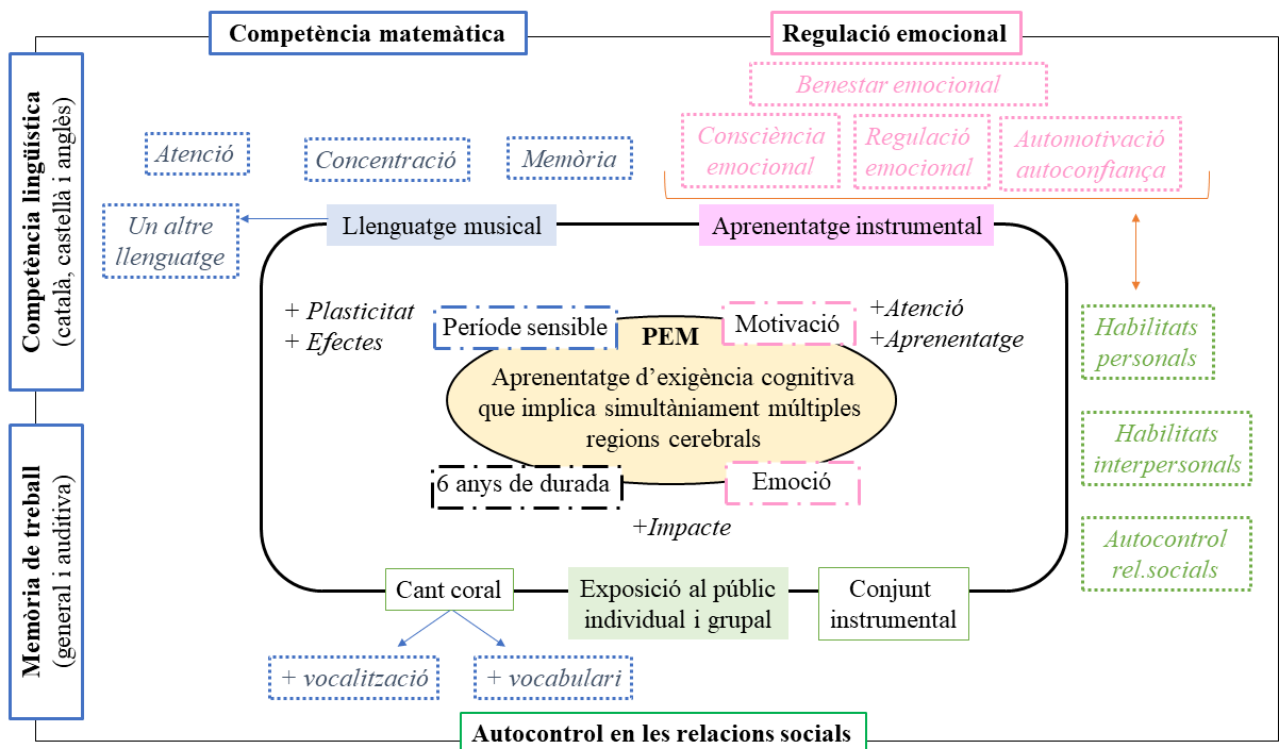 Competència matemàtica
Regulació emocional
Competència lingüística
(català, castellà i anglès)
Benestar emocional
Consciència
emocional
Regulació
emocional
Automotivació
autoconfiança
Atenció
Concentració
Memòria
Un altre
llenguatge
Llenguatge musical
Aprenentatge instrumental
+ Plasticitat
+ Efectes
Període sensible
PEM
Motivació
+Atenció
+Aprenentatge
Aprenentatge d’exigència cognitiva
que implica simultàniament múltiples
regions cerebrals
6 anys de durada
Emoció
+Impacte
Habilitats
personals
Habilitats
interpersonals
Autocontrol
rel.socials
Memòria de treball
(general i auditiva)
Cant coral
Exposició al públic
individual i grupal
Conjunt
instrumental
+ vocalització
+ vocabulari
Autocontrol en les relacions socials